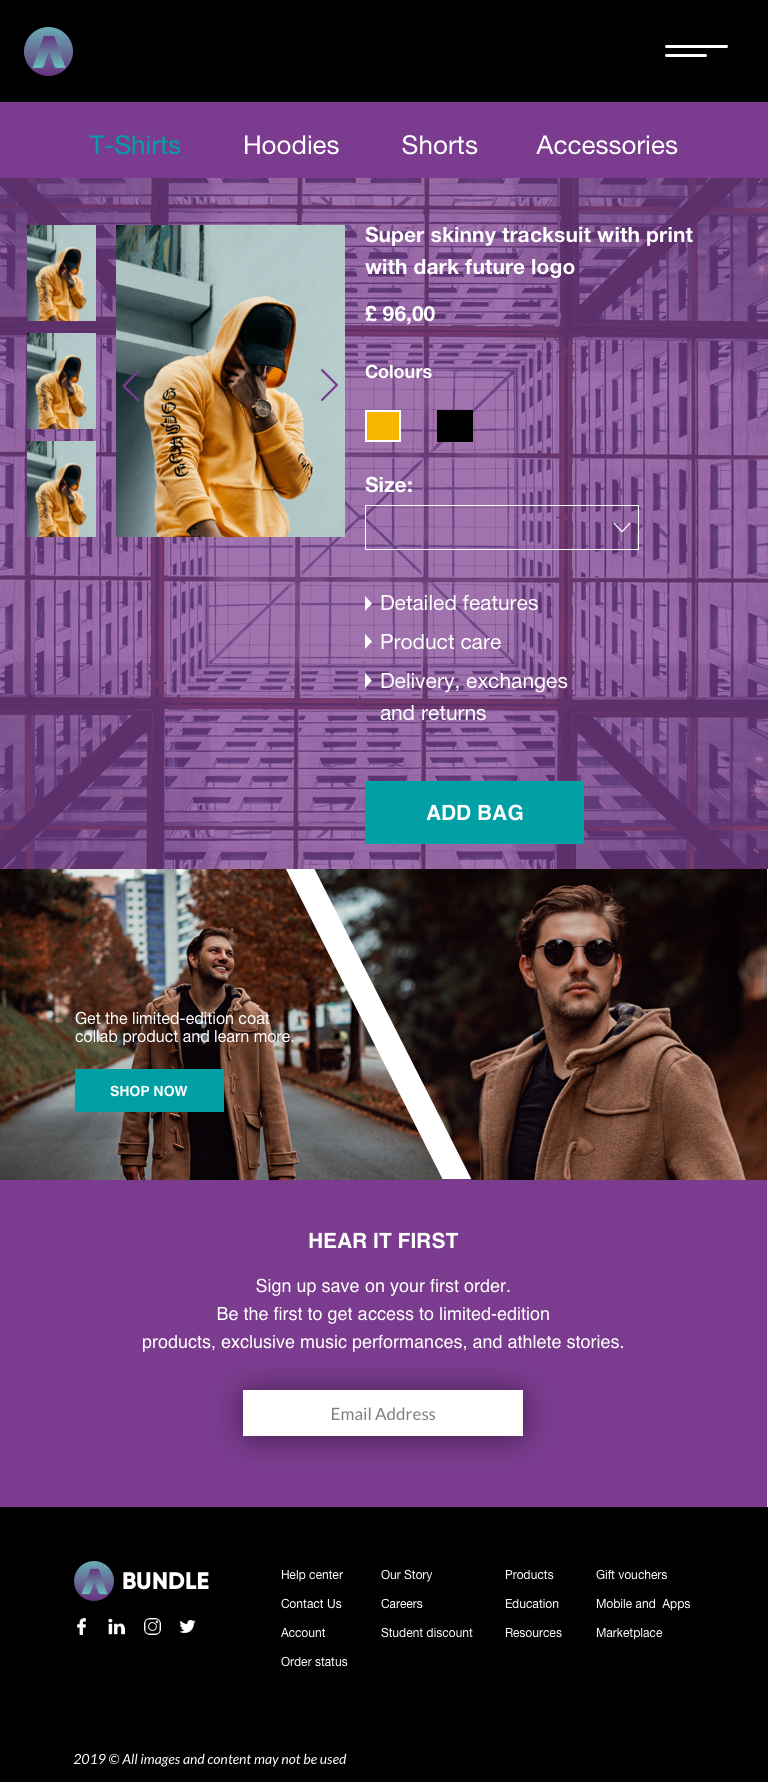 T-Shirts Hoodies Shorts Accessories
Super skinny tracksuit with print
with dark future logo
£ 96,00
Colours
Size:
Detailed features
Product care
Delivery, exchanges
and returns
ADD BAG
Get the limited-edition coat
collab product and learn more.
SHOP NOW
HEAR IT FIRST
Sign up save on your first order.
Be the first to get access to limited-edition
products, exclusive music performances, and athlete stories.
Email Address
BUNDLE
Help center
Contact Us
Account
Order status
Our Story
Careers
Student discount
Products
Education
Resources
Gift vouchers
Mobile and  Apps
Marketplace
2019 © All images and content may not be used